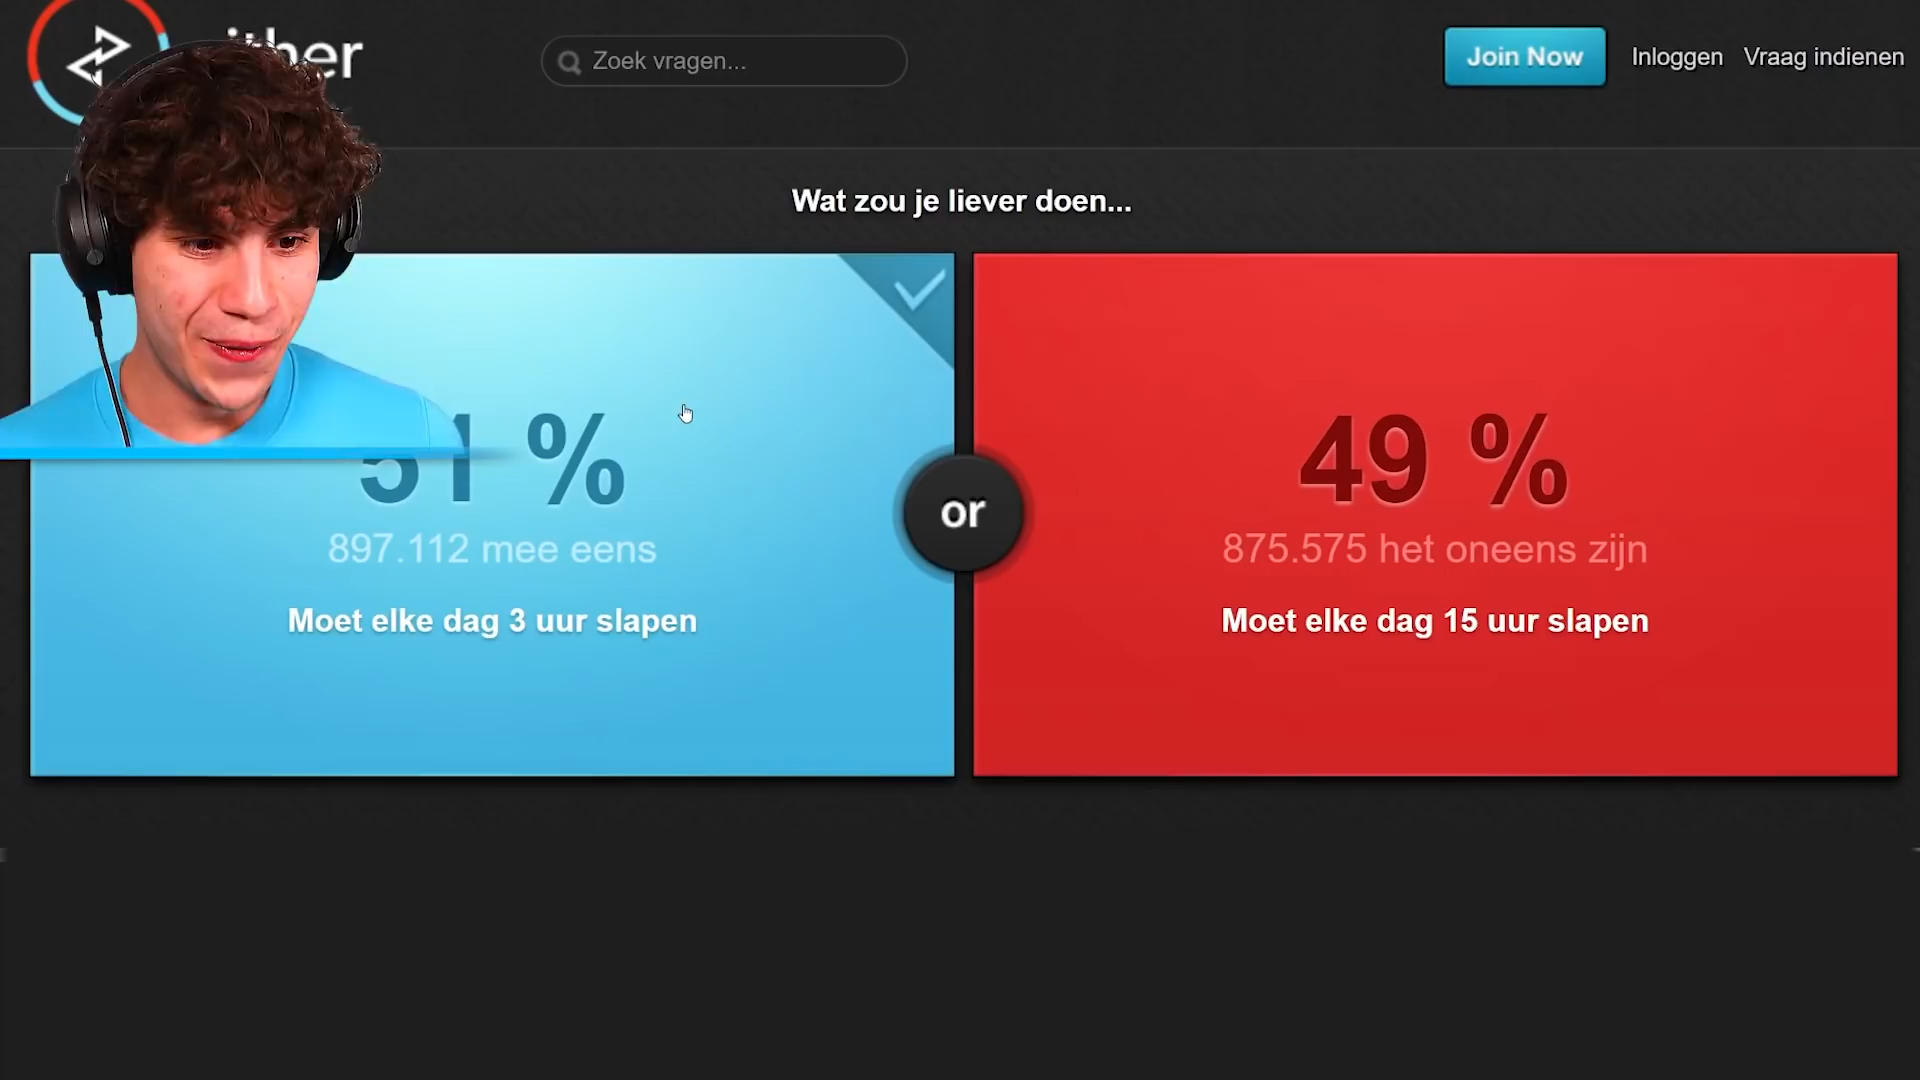 Zoek vragen...
Join Now
Inloggen
Vraag indienen
Wat zou je liever doen...
51 %
897.112 mee eens
Moet elke dag 3 uur slapen
or
49 %
875.575 het oneens zijn
Moet elke dag 15 uur slapen